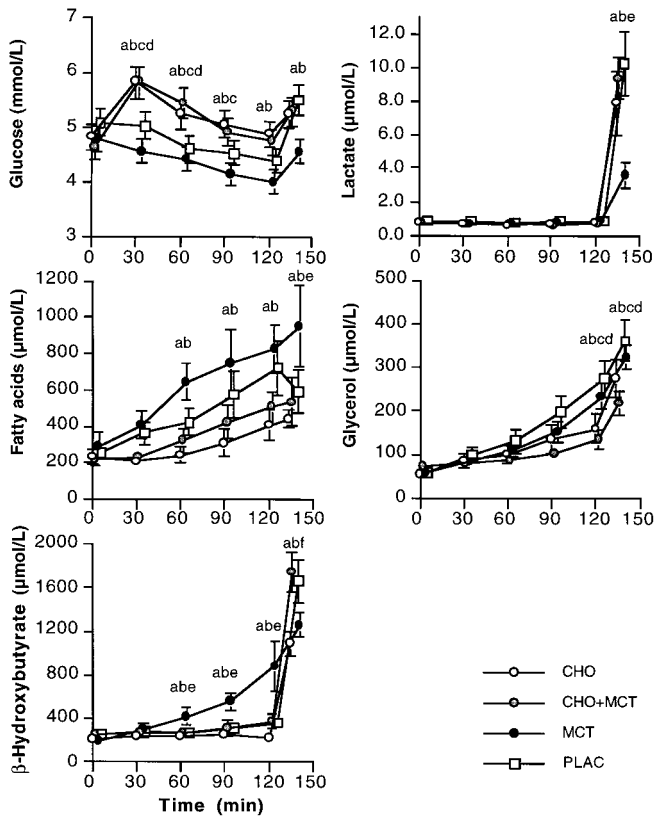 Glucose (mmol/L)
7
6
5
4
3
abcd
abcd
abc
ab
ab
0 30 60 90 120 150
Lactate (µmol/L)
12.0
10.0
8.0
6.0
4.0
2.0
0.0
abe
0 30 60 90 120 150
Fatty acids (µmol/L)
1200
1000
800
600
400
200
0
ab
ab
ab
abe
0 30 60 90 120 150
Glycerol (µmol/L)
500
400
300
200
100
0
abcd
abcd
0 30 60 90 120 150
β-Hydroxybutyrate (µmol/L)
2000
1600
1200
800
400
0
abe
abe
abe
abf
0 30 60 90 120 150
Time (min)
CHO
CHO+MCT
MCT
PLAC